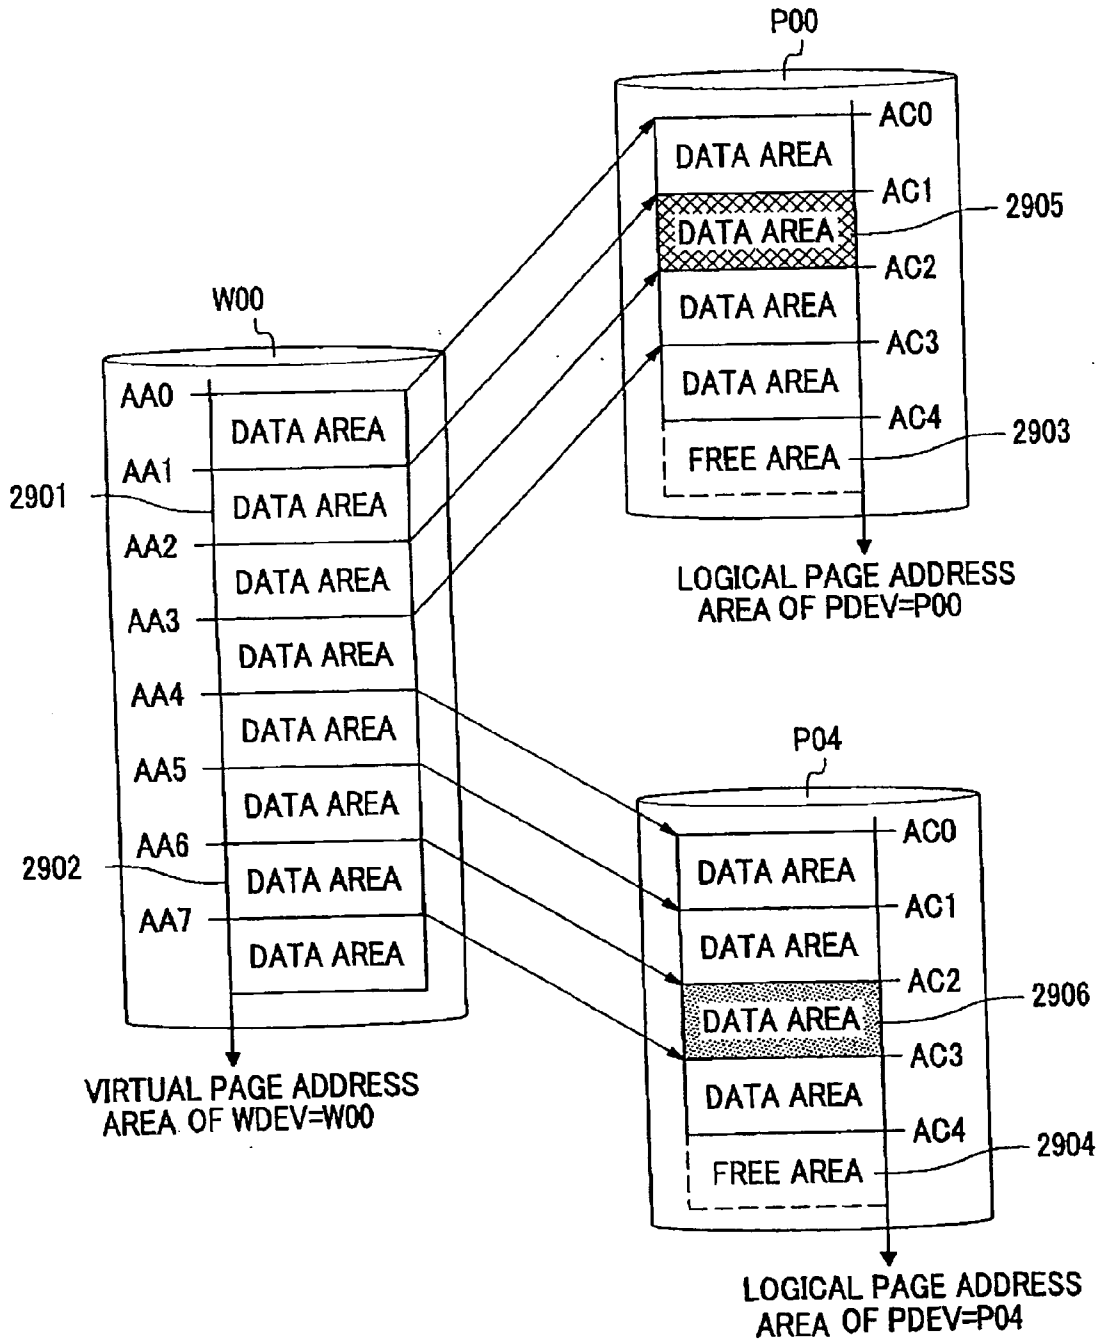 P00
AC0
DATA AREA
AC1
2905
DATA AREA
AC2
DATA AREA
AC3
DATA AREA
AC4
2903
FREE AREA
LOGICAL PAGE ADDRESS
AREA OF PDEV=P00
W00
AA0
DATA AREA
AA1
2901
DATA AREA
AA2
DATA AREA
AA3
DATA AREA
AA4
DATA AREA
AA5
DATA AREA
AA6
2902
DATA AREA
AA7
DATA AREA
VIRTUAL PAGE ADDRESS
AREA OF WDEV=W00
P04
AC0
DATA AREA
AC1
DATA AREA
AC2
2906
DATA AREA
AC3
DATA AREA
AC4
2904
FREE AREA
LOGICAL PAGE ADDRESS
AREA OF PDEV=P04